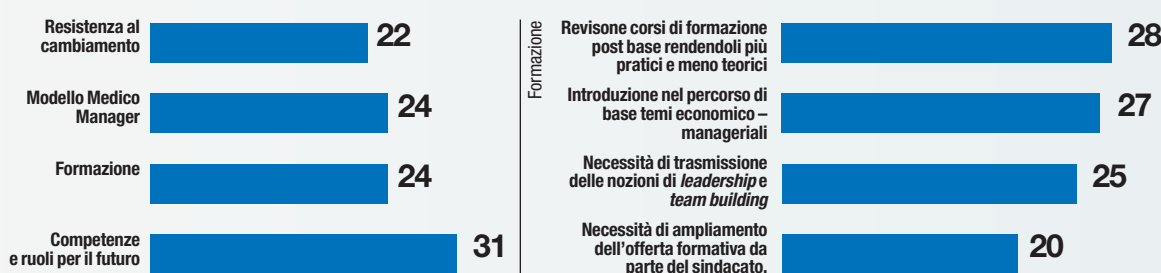 Resistenza al
cambiamento
22
Modello Medico
Manager
24
Formazione
24
Competenze
e ruoli per il futuro
31
Formazione
Revisone corsi di formazione
post base rendendoli più
pratici e meno teorici
28
Introduzione nel percorso di
base temi economico –
manageriali
27
Necessità di trasmissione
delle nozioni di leadership e
team building
25
Necessità di ampliamento
dell'offerta formativa da
parte del sindacato.
20